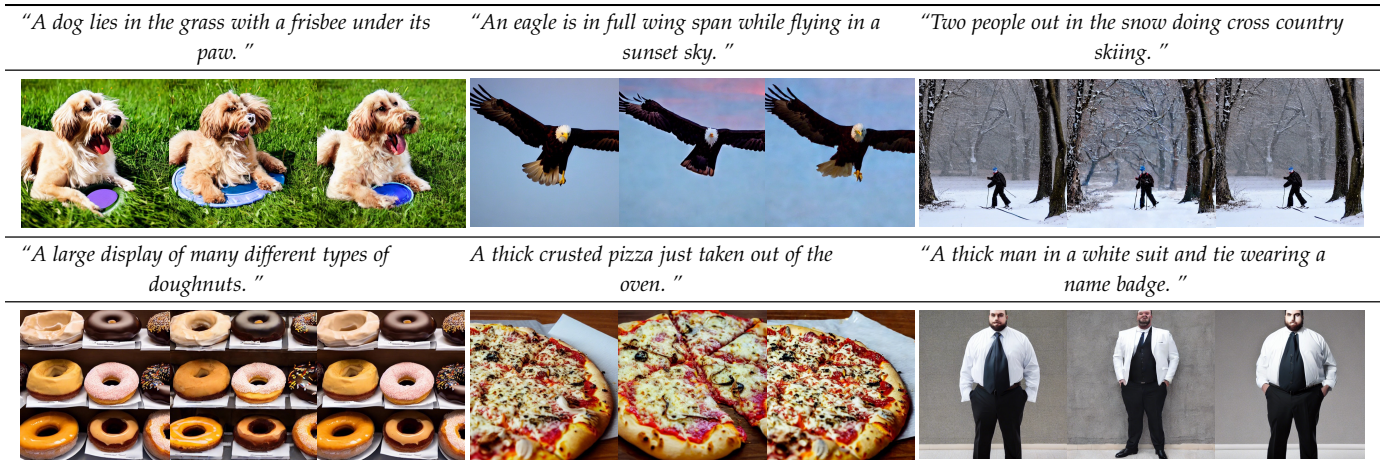 “A dog lies in the grass with a frisbee under its
paw. ”
“An eagle is in full wing span while flying in a
sunset sky. ”
“Two people out in the snow doing cross country
skiing. ”
“A large display of many different types of
doughnuts. ”
A thick crusted pizza just taken out of the
oven. ”
“A thick man in a white suit and tie wearing a
name badge. ”